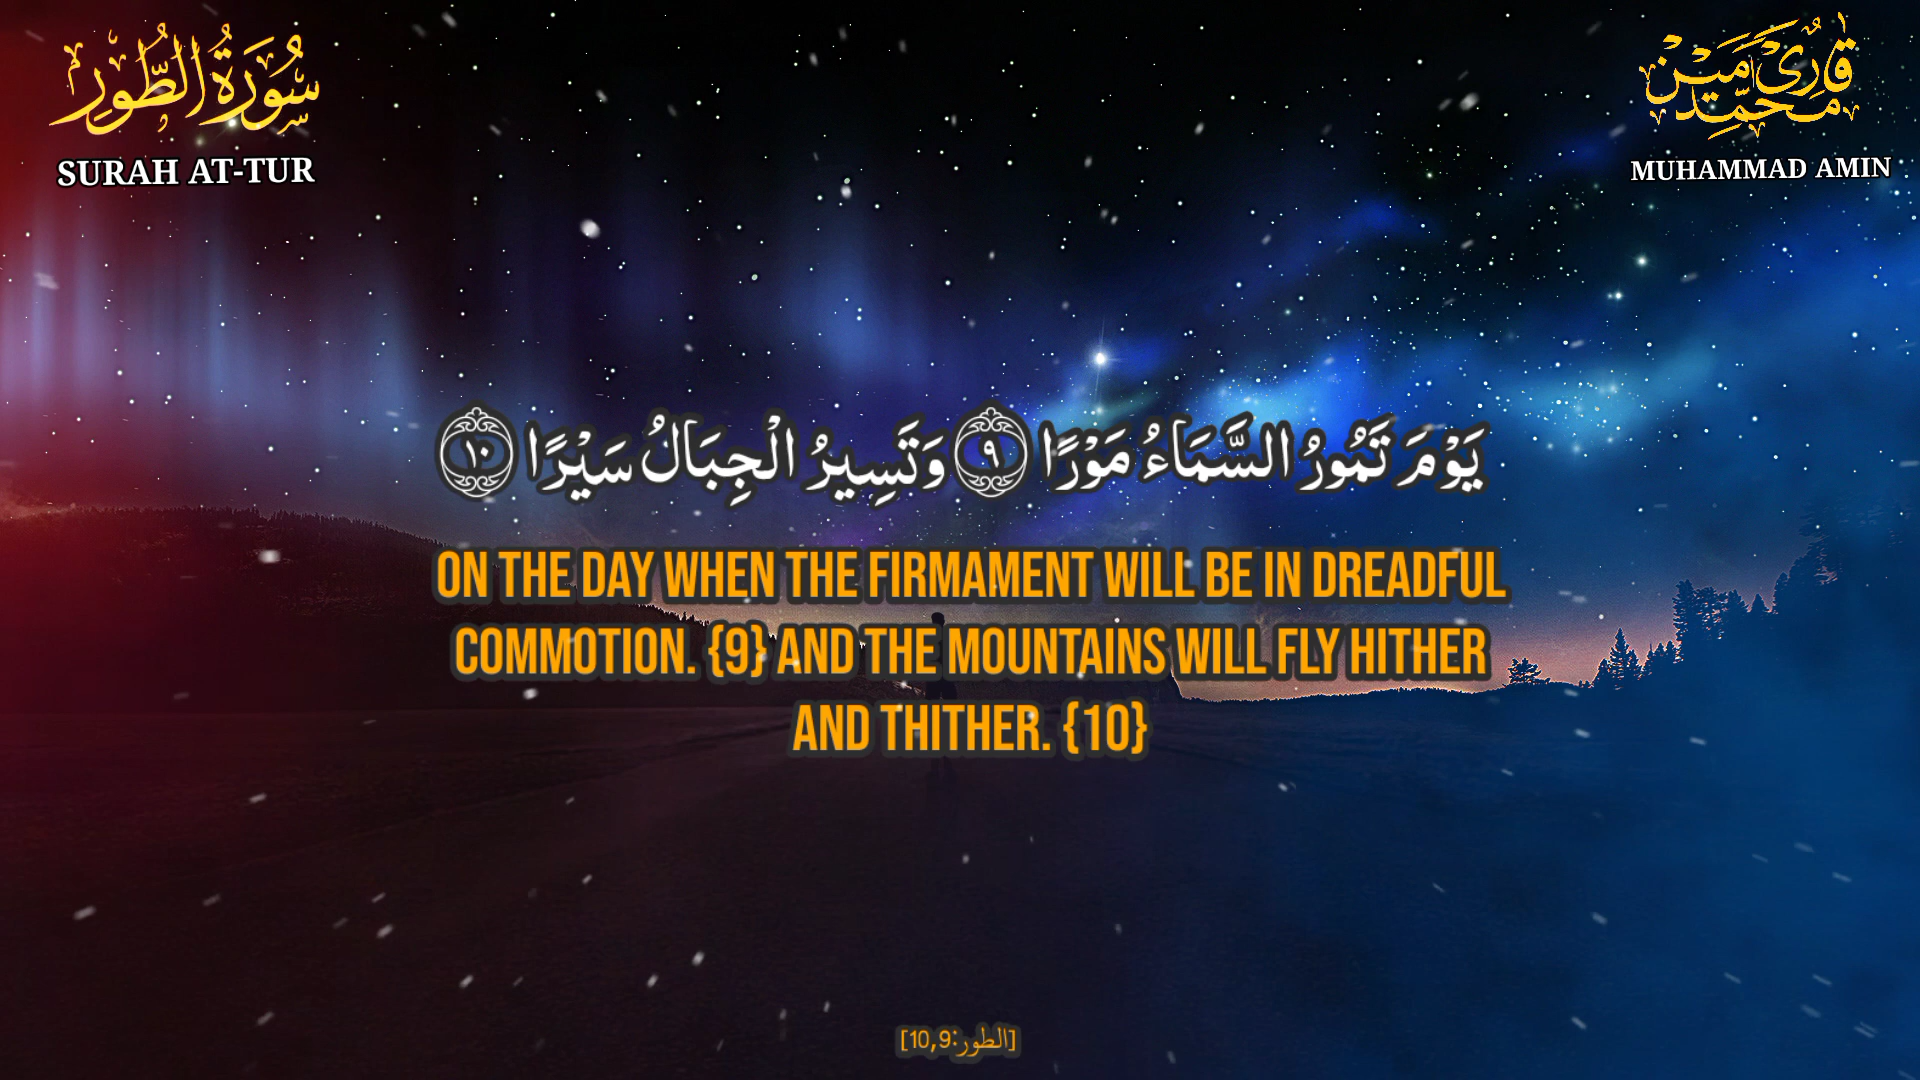 سُورَةُ الطُّورِ
SURAH AT-TUR
قارئ محمد امین
MUHAMMAD AMIN
يَوْمَ تَمُورُ السَّمَاءُ مَوْرًا ٩ وَتَسِيرُ الْجِبَالُ سَيْرًا ١٠
ON THE DAY WHEN THE FIRMAMENT WILL BE IN DREADFUL
COMMOTION. {9} AND THE MOUNTAINS WILL FLY HITHER
AND THITHER. {10}
[الطور:10,9]